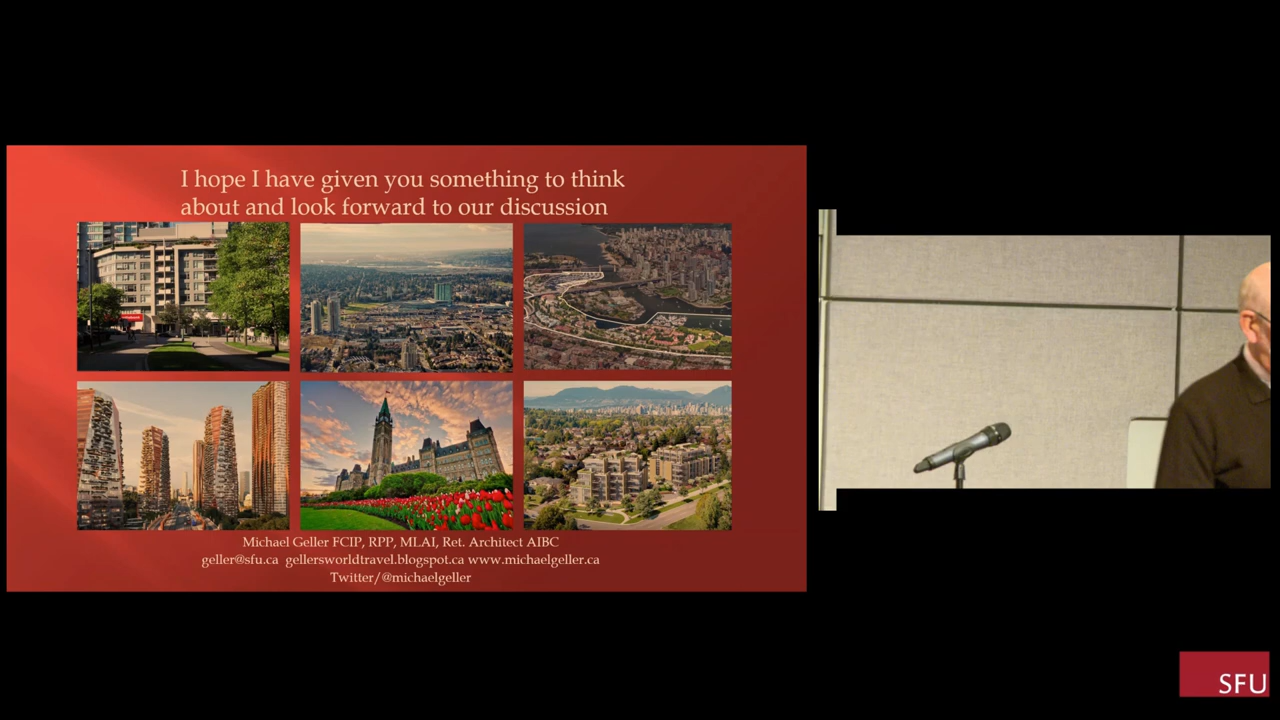 I hope I have given you something to think
about and look forward to our discussion
Michael Geller FCIP, RPP, MLAI, Ret. Architect AIBC
geller@sfu.ca gellersworldtravel.blogspot.ca www.michaelgeller.ca
Twitter/@michaelgeller
SFU